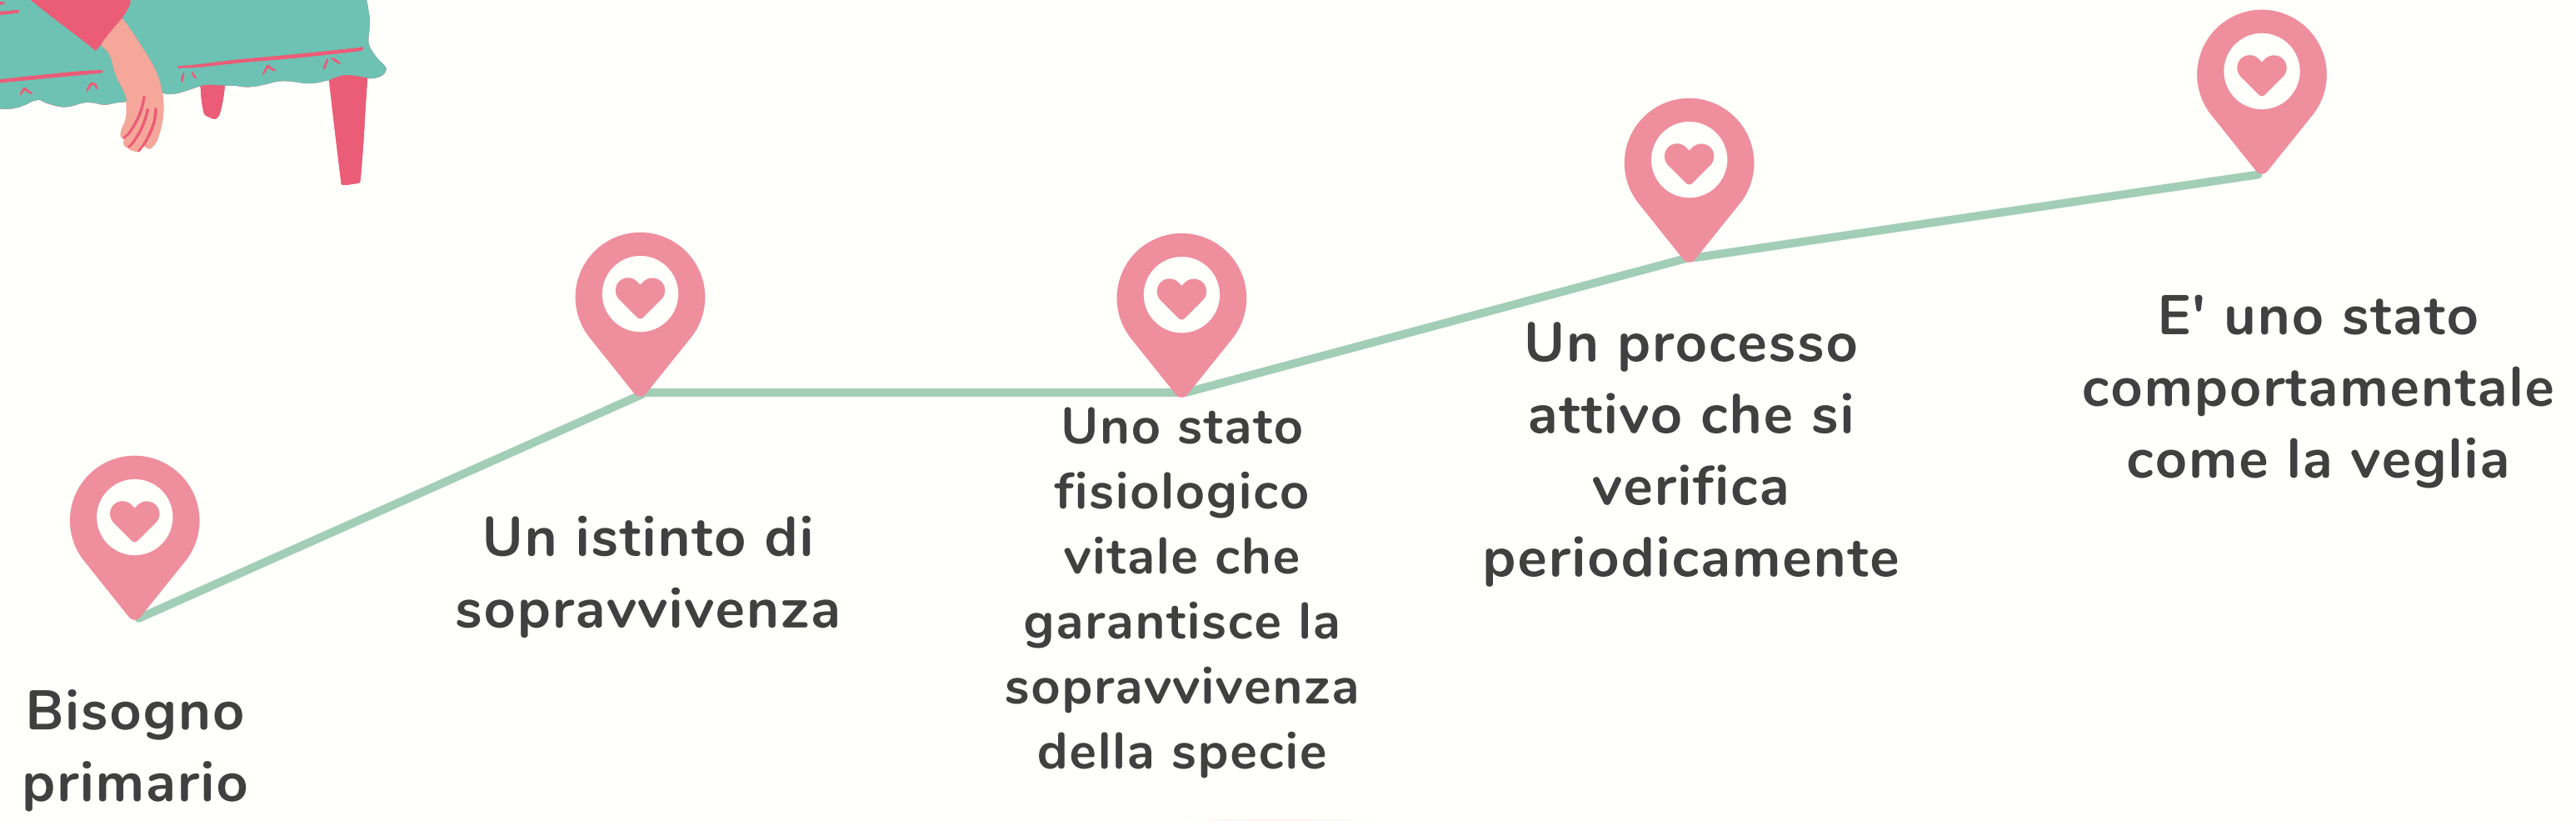 Bisogno
primario
Un istinto di
sopravvivenza
Uno stato
fisiologico
vitale che
garantisce la
sopravvivenza
della specie
Un processo
attivo che si
verifica
periodicamente
E' uno stato
comportamentale
come la veglia